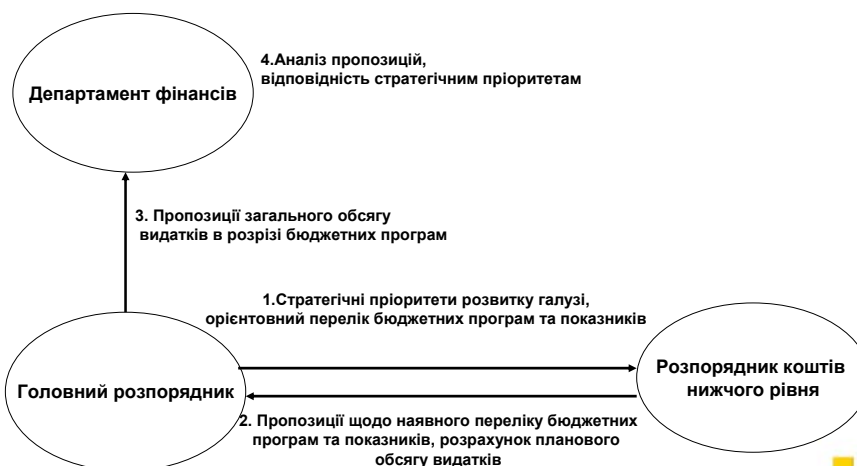 4.Аналіз пропозицій,
відповідність стратегічним пріоритетам
Департамент фінансів
3. Пропозиції загального обсягу
видатків в розрізі бюджетних програм
1.Стратегічні пріоритети розвитку галузі,
орієнтовний перелік бюджетних програм та показників
Головний розпорядник
Розпорядник коштів
нижчого рівня
2. Пропозиції щодо наявного переліку бюджетних
програм та показників, розрахунок планового
обсягу видатків